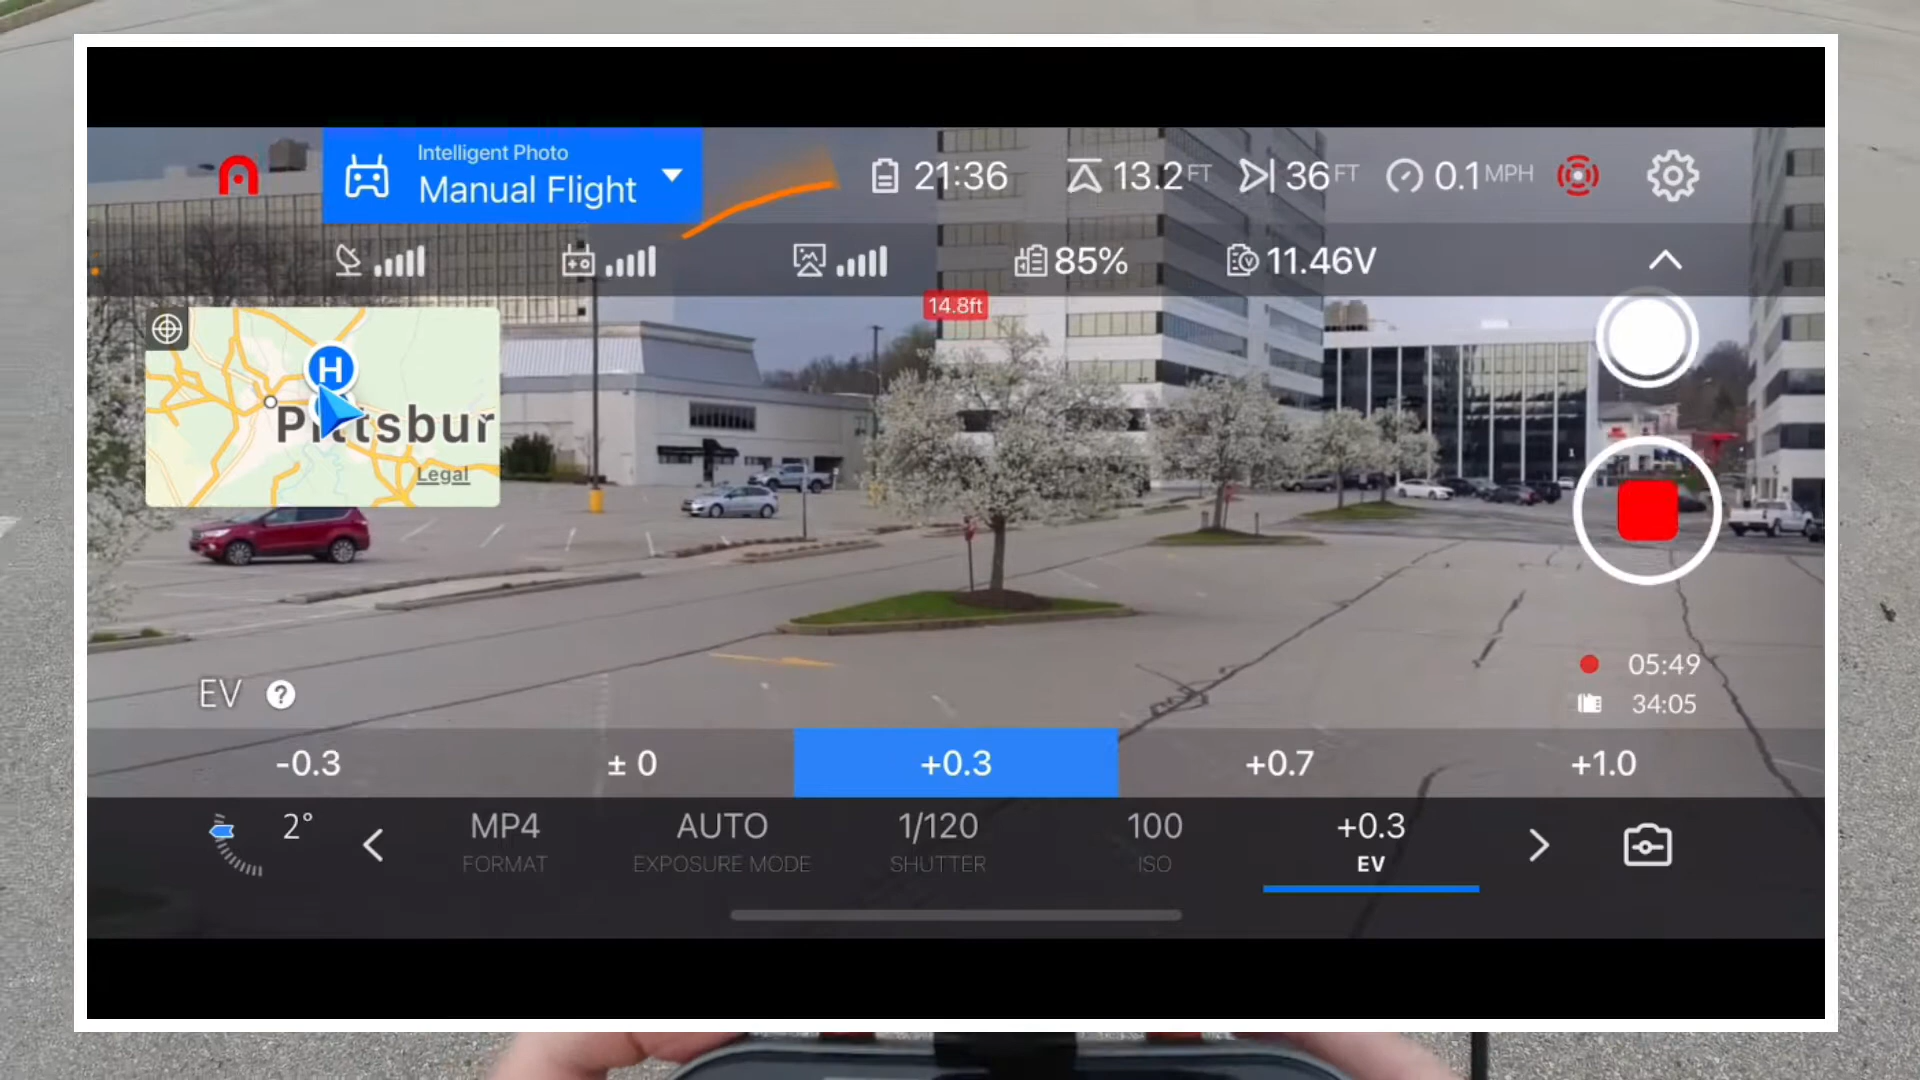 Intelligent Photo
Manual Flight
21:36
13.2FT
36FT
0.1MPH
85%
11.46V
14.8ft
H
Pittsbur
Legal
05:49
34:05
EV ?
-0.3
± 0
+0.3
+0.7
+1.0
2°
MP4
FORMAT
AUTO
EXPOSURE MODE
1/120
SHUTTER
100
ISO
+0.3
EV